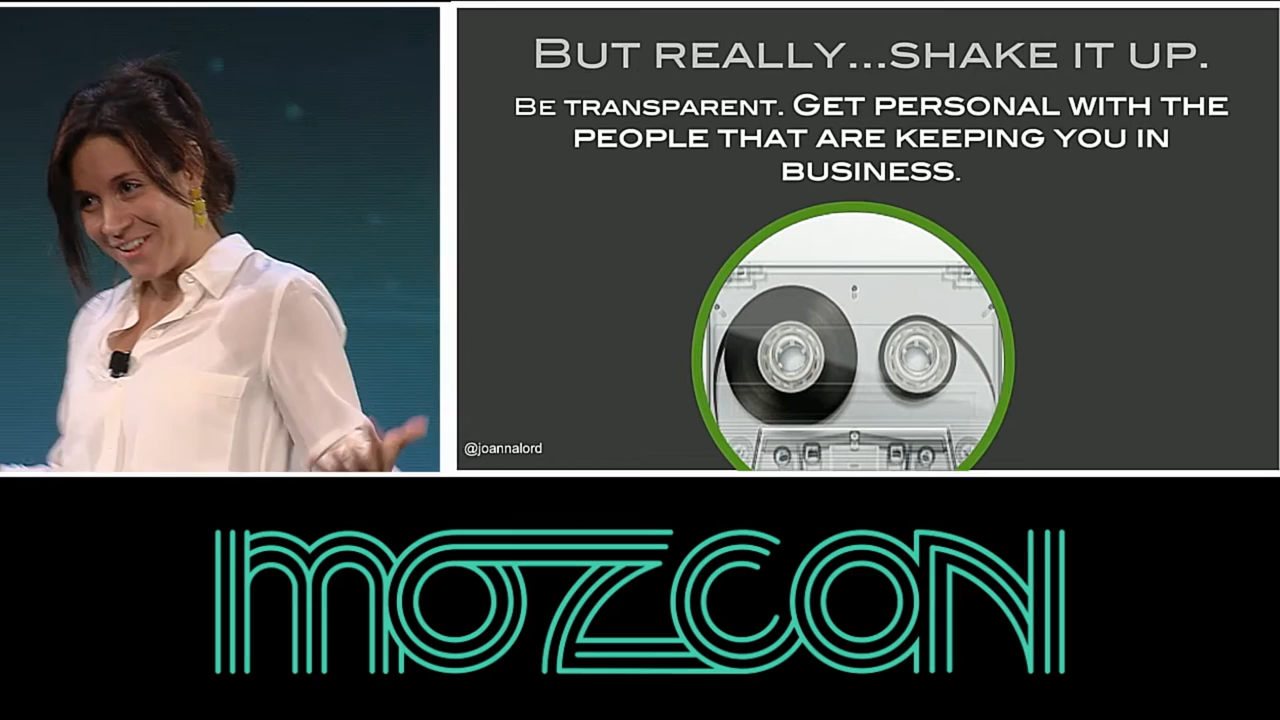 BUT REALLY...SHAKE IT UP.
BE TRANSPARENT. GET PERSONAL WITH THE
PEOPLE THAT ARE KEEPING YOU IN
BUSINESS.
@joannalord
mozcon